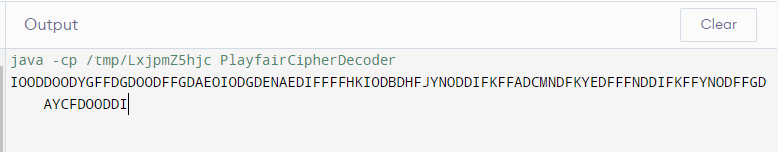 Output
Clear
java -cp /tmp/LxjpmZ5hjc PlayfairCipherDecoder
IOODDOODYGFFDGDOODFFGDAEOIODGDENAEDIFFFFHKIODBDHFJYNODDIFKFFADCMNDFKYEDFFFNDDIFKFFYNODFFGD
AYCFDOODDI